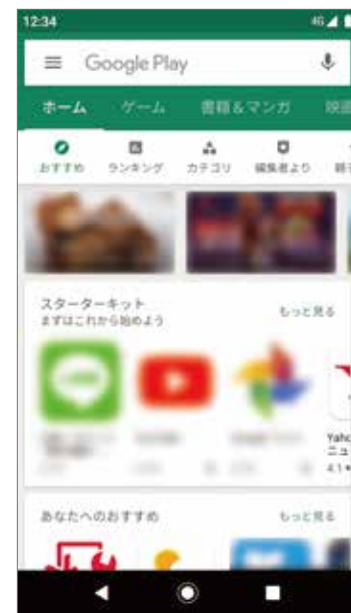 12:34
4G
Google Play
ホーム ゲーム 書籍&マンガ 映画
おすすめ ランキング カテゴリ 編集者より 親子
スターターキット
まずはこれから始めよう
もっと見る
Yaho
ニュ
4.1
あなたへのおすすめ
もっと見る